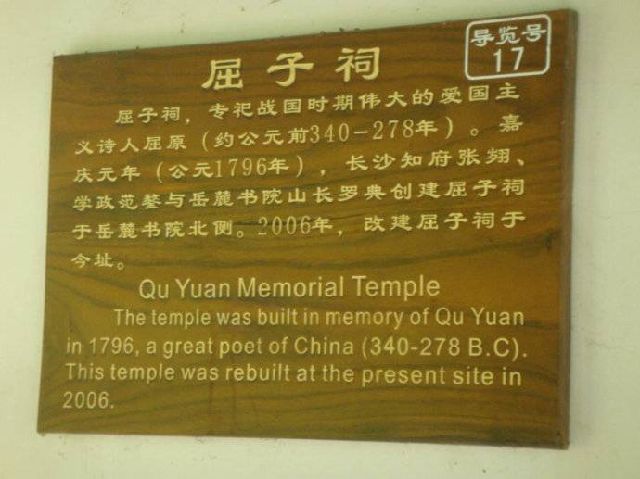 导览号
17
屈子祠
屈子祠，专祀战国时期伟大的爱国主
义诗人屈原（约公元前340－278年）。嘉
庆元年（公元1796年），长沙知府张翙、
学政范鏊与岳麓书院山长罗典创建屈子祠
于岳麓书院北侧。2006年，改建屈子祠于
今址。
Qu Yuan Memorial Temple
The temple was built in memory of Qu Yuan
in 1796, a great poet of China (340-278 B.C).
This temple was rebuilt at the present site in
2006.